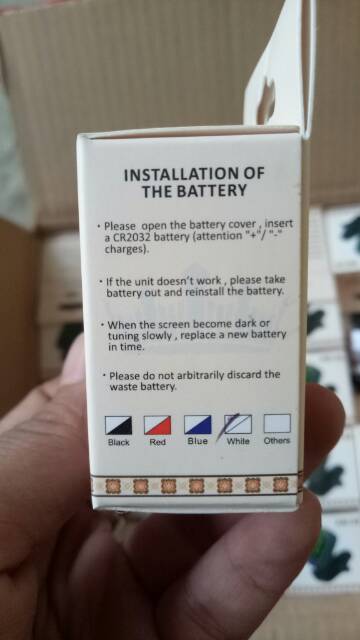 INSTALLATION OF
THE BATTERY
· Please open the battery cover , insert
a CR2032 battery (attention "+"/ "-"
charges).
· If the unit doesn't work , please take
battery out and reinstall the battery.
· When the screen become dark or
tuning slowly , replace a new battery
in time.
· Please do not arbitrarily discard the
waste battery.
Black Red Blue White Others